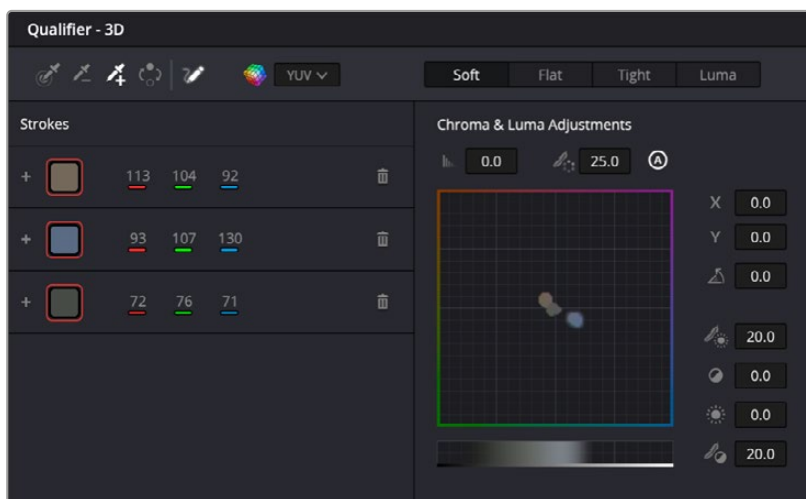 Qualifier - 3D
YUV
Soft Flat Tight Luma
Strokes
Chroma & Luma Adjustments
0.0 25.0 A
+ 113 104 92
X 0.0
Y 0.0
+ 93 107 130
0.0
+ 72 76 71
20.0
0.0
0.0
20.0